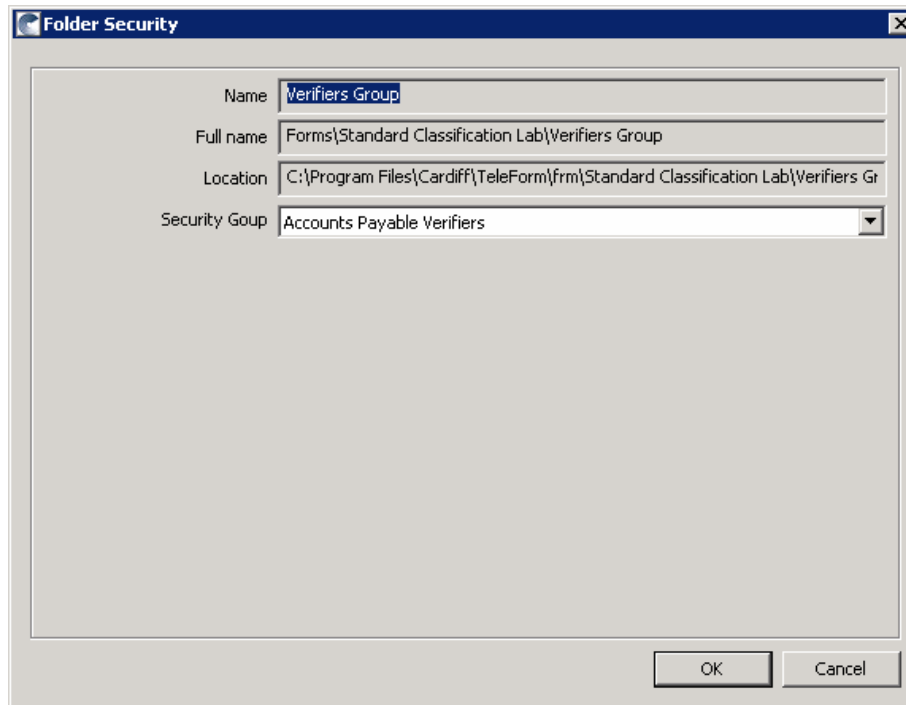 Folder Security
Name Verifiers Group
Full name Forms\Standard Classification Lab\Verifiers Group
Location C:\Program Files\Cardiff\TeleForm\frm\Standard Classification Lab\Verifiers Gr
Security Goup Accounts Payable Verifiers
OK Cancel